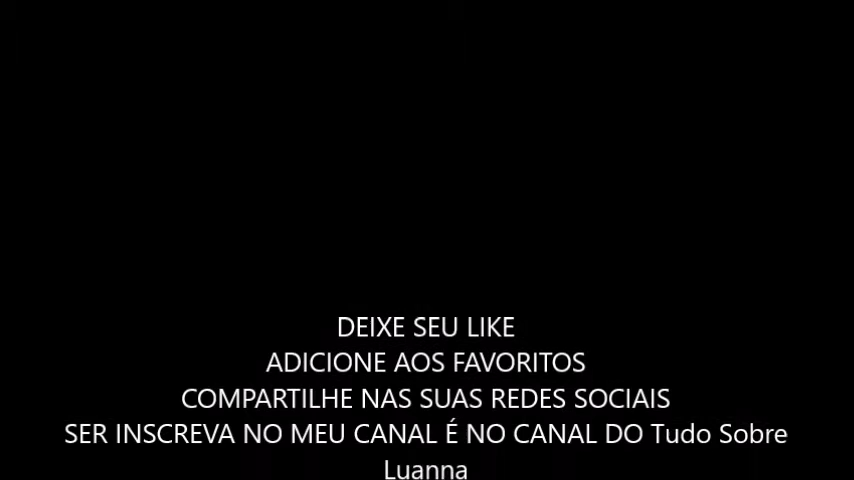 DEIXE SEU LIKE
ADICIONE AOS FAVORITOS
COMPARTILHE NAS SUAS REDES SOCIAIS
SER INSCREVA NO MEU CANAL É NO CANAL DO Tudo Sobre
Luanna